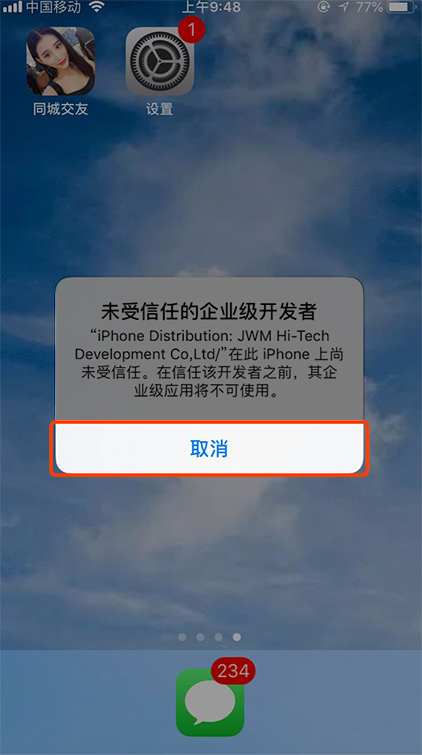 中国移动
上午9:48
77%
1
同城交友
设置
未受信任的企业级开发者
“iPhone Distribution: JWM Hi-Tech
Development Co,Ltd/”在此 iPhone 上尚
未受信任。在信任该开发者之前，其企
业级应用将不可使用。
取消
234